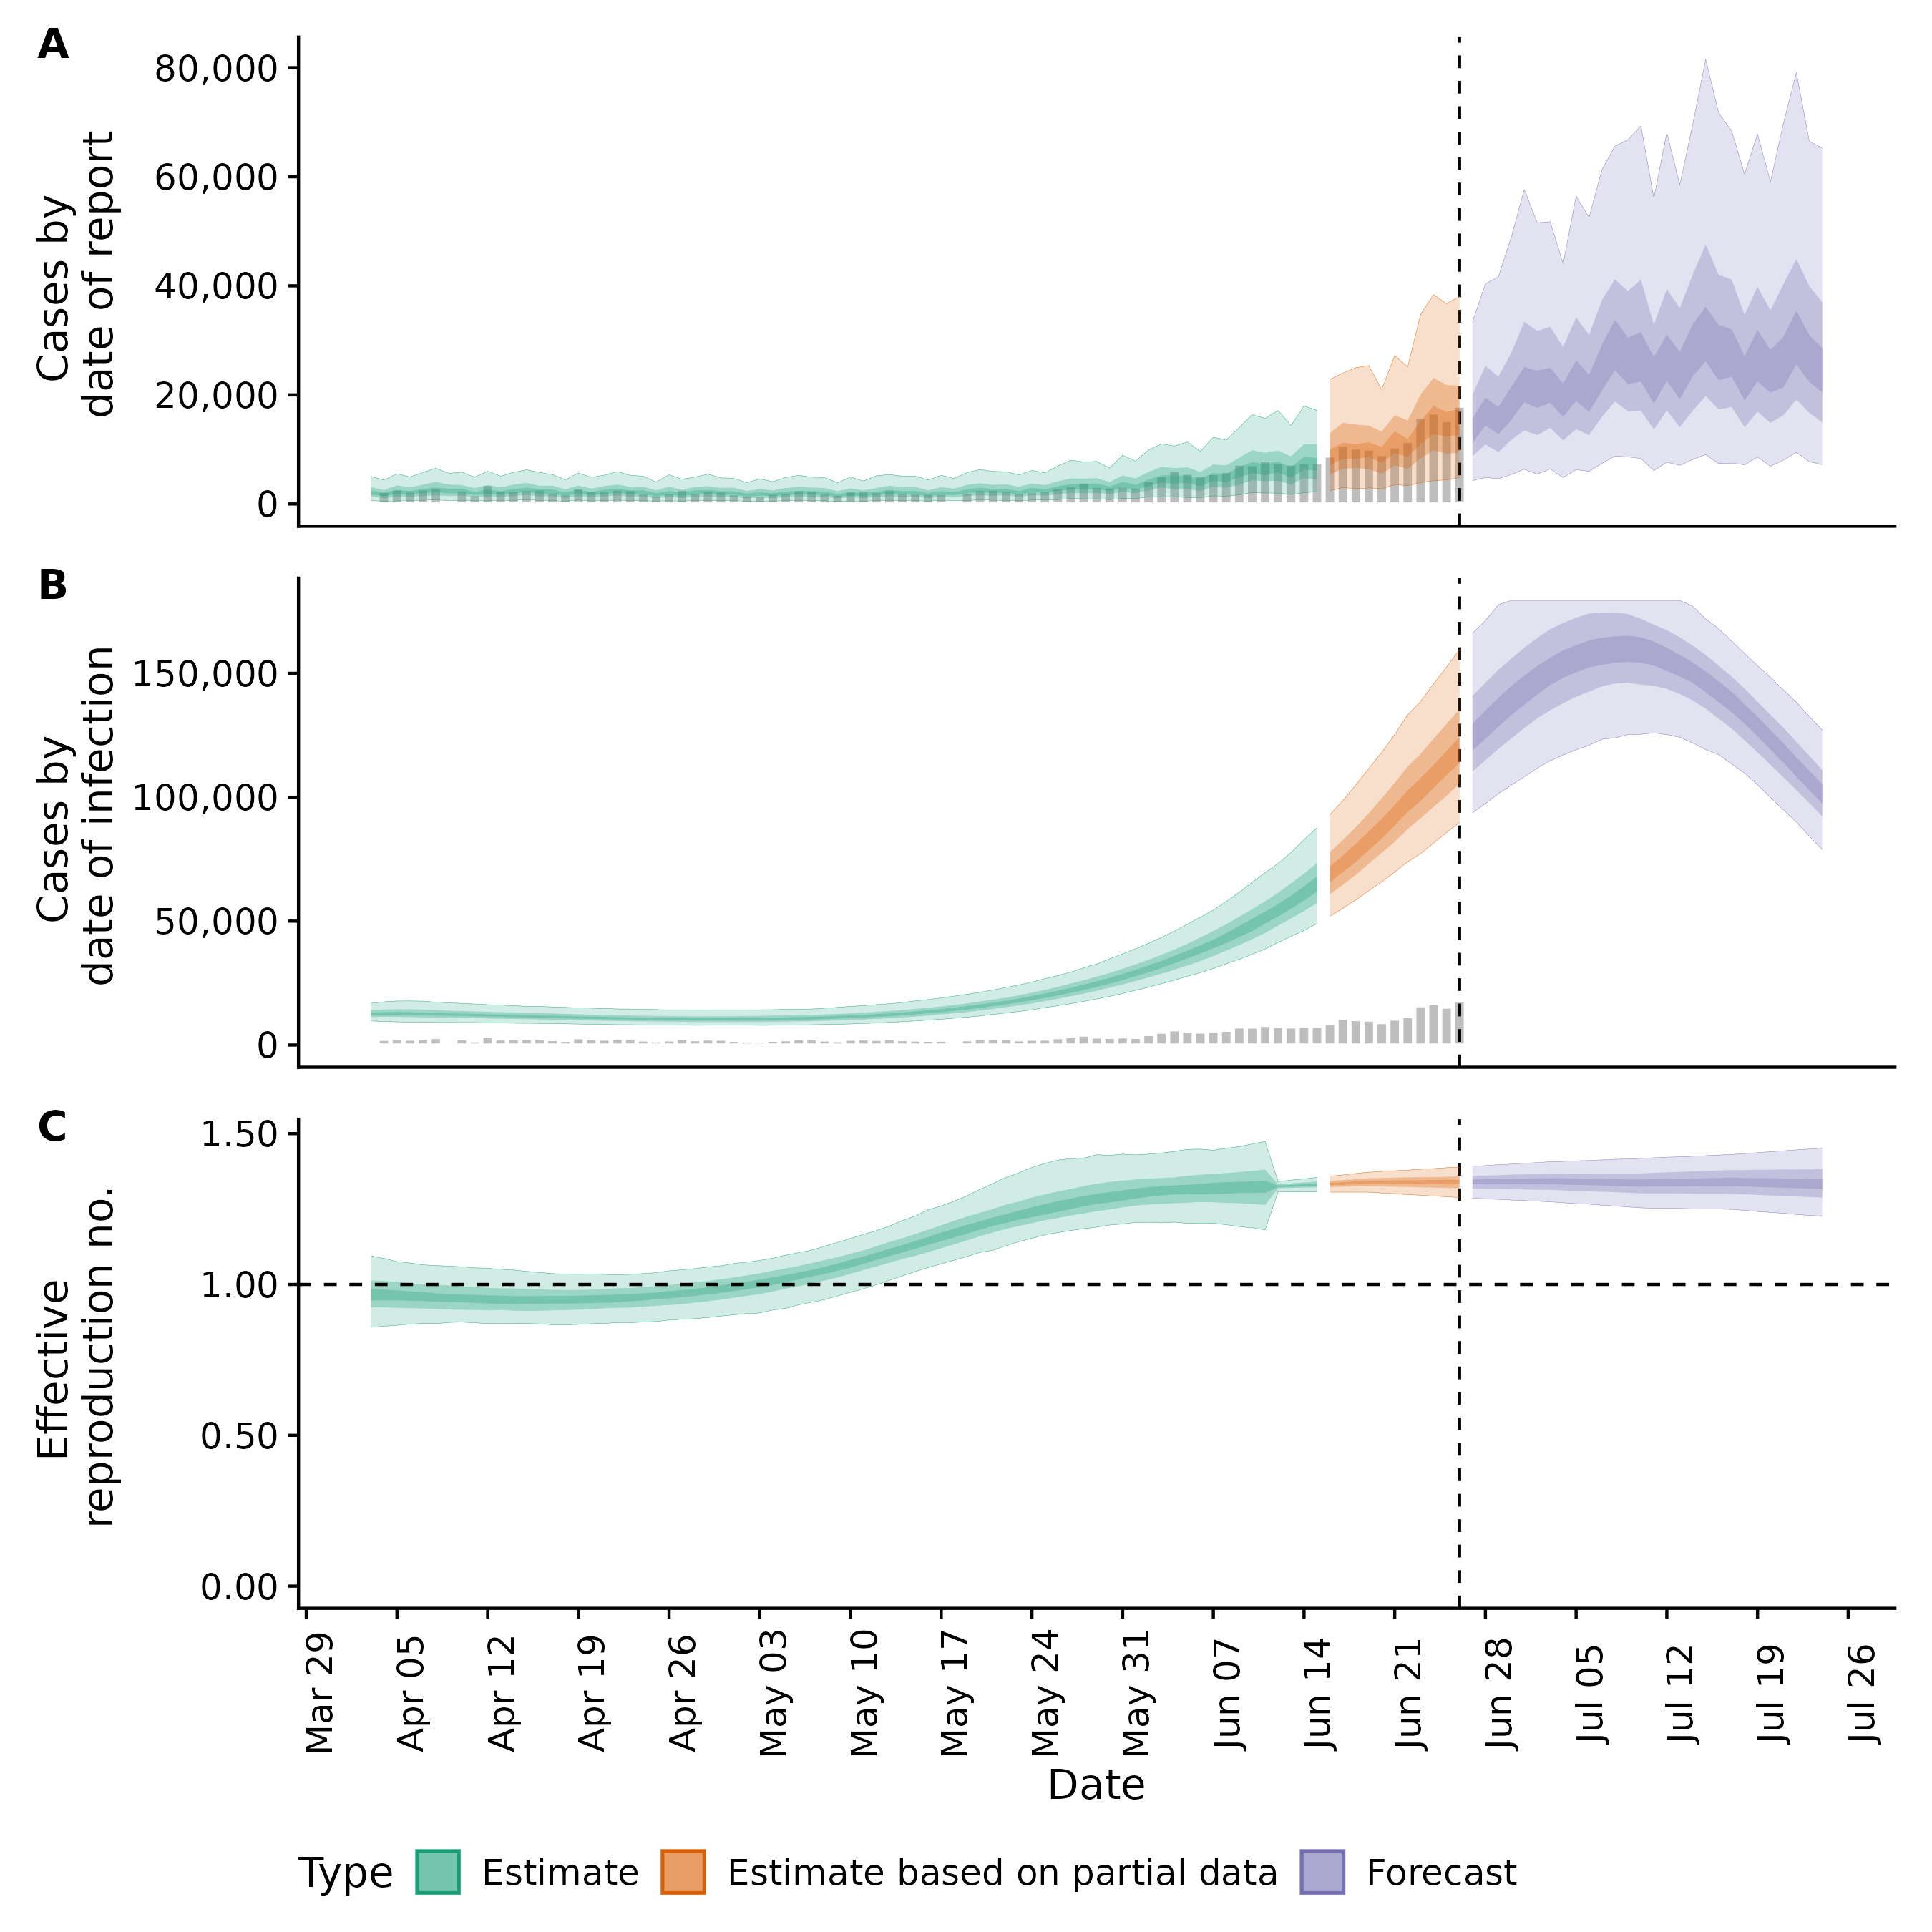 A
Cases by
date of report
80,000
60,000
40,000
20,000
0
B
Cases by
date of infection
150,000
100,000
50,000
0
C
Effective
reproduction no.
1.50
1.00
0.50
0.00
Mar 29
Apr 05
Apr 12
Apr 19
Apr 26
May 03
May 10
May 17
May 24
May 31
Jun 07
Jun 14
Jun 21
Jun 28
Jul 05
Jul 12
Jul 19
Jul 26
Date
Type Estimate Estimate based on partial data Forecast